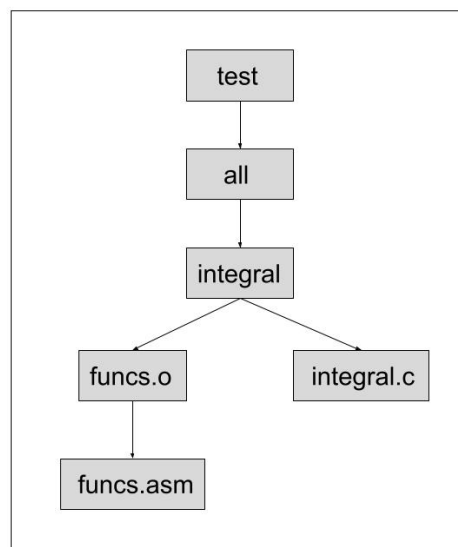 test
all
integral
funcs.o
integral.c
funcs.asm